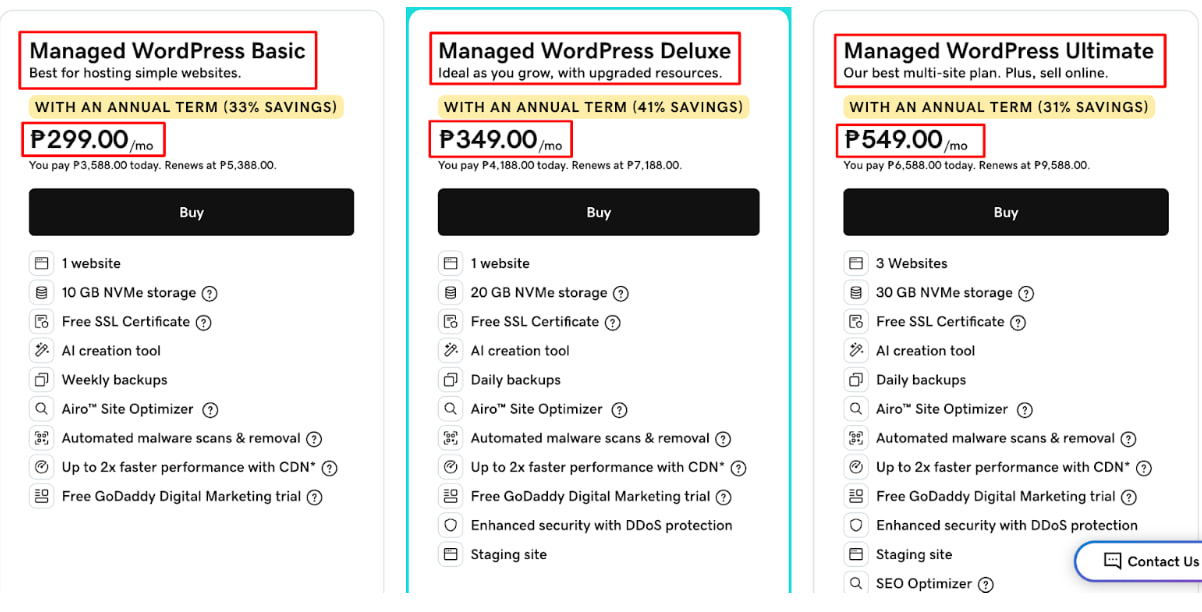 Managed WordPress Basic
Best for hosting simple websites.
WITH AN ANNUAL TERM (33% SAVINGS)
₱299.00/mo
You pay ₱3,588.00 today. Renews at ₱5,388.00.
Buy
1 website
10 GB NVMe storage ?
Free SSL Certificate ?
AI creation tool
Weekly backups
Airo™ Site Optimizer ?
Automated malware scans & removal ?
Up to 2x faster performance with CDN* ?
Free GoDaddy Digital Marketing trial ?
Managed WordPress Deluxe
Ideal as you grow, with upgraded resources.
WITH AN ANNUAL TERM (41% SAVINGS)
₱349.00/mo
You pay ₱4,188.00 today. Renews at ₱7,188.00.
Buy
1 website
20 GB NVMe storage ?
Free SSL Certificate ?
AI creation tool
Daily backups
Airo™ Site Optimizer ?
Automated malware scans & removal ?
Up to 2x faster performance with CDN* ?
Free GoDaddy Digital Marketing trial ?
Enhanced security with DDoS protection
Staging site
Managed WordPress Ultimate
Our best multi-site plan. Plus, sell online.
WITH AN ANNUAL TERM (31% SAVINGS)
₱549.00/mo
You pay ₱6,588.00 today. Renews at ₱9,588.00.
Buy
3 Websites
30 GB NVMe storage ?
Free SSL Certificate ?
AI creation tool
Daily backups
Airo™ Site Optimizer ?
Automated malware scans & removal ?
Up to 2x faster performance with CDN* ?
Free GoDaddy Digital Marketing trial ?
Enhanced security with DDoS protection
Staging site
SEO Optimizer ?
Contact Us